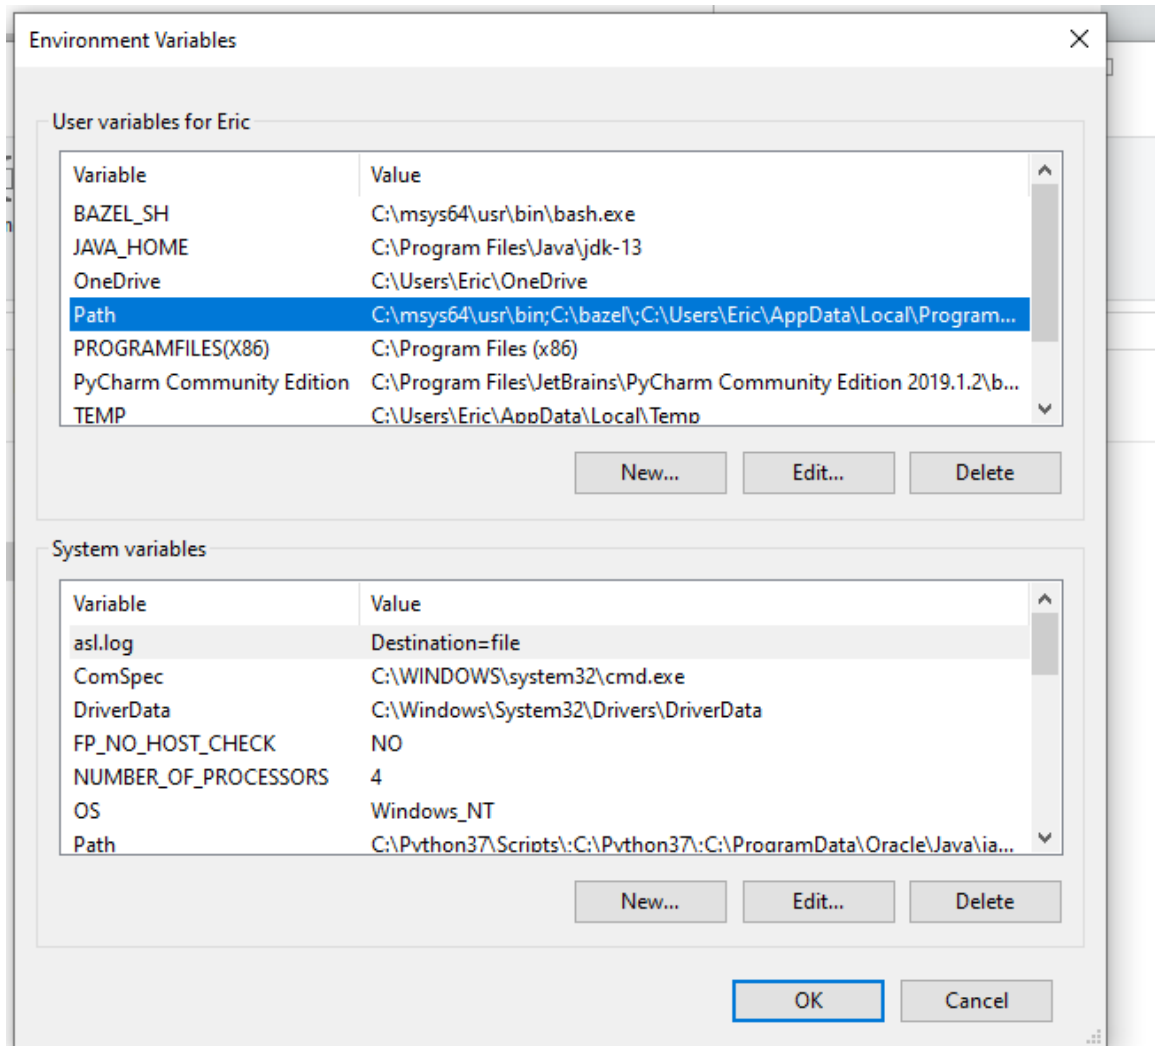 Environment Variables
User variables for Eric
Variable Value
BAZEL_SH C:\msys64\usr\bin\bash.exe
JAVA_HOME C:\Program Files\Java\jdk-13
OneDrive C:\Users\Eric\OneDrive
Path C:\msys64\usr\bin;C:\bazel\;C:\Users\Eric\AppData\Local\Program...
PROGRAMFILES(X86) C:\Program Files (x86)
PyCharm Community Edition C:\Program Files\JetBrains\PyCharm Community Edition 2019.1.2\b...
TEMP C:\Users\Eric\AppData\Local\Temp
New... Edit... Delete
System variables
Variable Value
asl.log Destination=file
ComSpec C:\WINDOWS\system32\cmd.exe
DriverData C:\Windows\System32\Drivers\DriverData
FP_NO_HOST_CHECK NO
NUMBER_OF_PROCESSORS 4
OS Windows_NT
Path C:\Python37\Scripts\;C:\Python37\;C:\ProgramData\Oracle\Java\ja...
New... Edit... Delete
OK Cancel